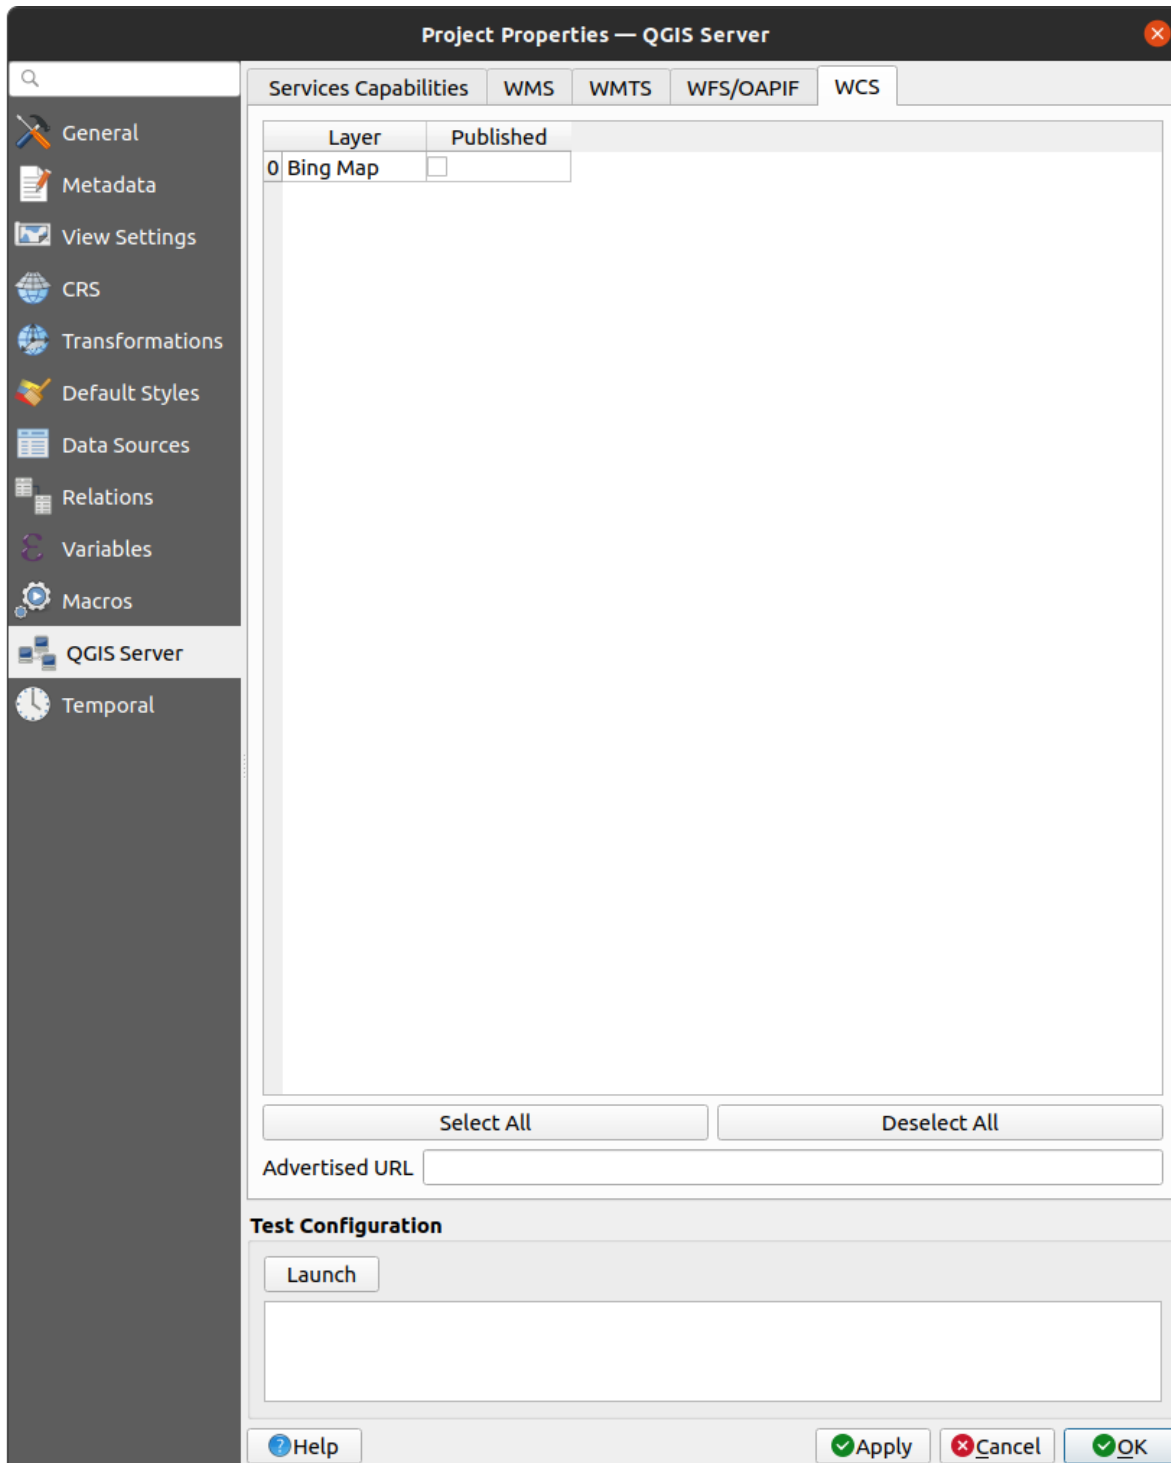 Project Properties — QGIS Server
Services Capabilities WMS WMTS WFS/OAPIF WCS
General
Metadata
View Settings
CRS
Transformations
Default Styles
Data Sources
Relations
Variables
Macros
QGIS Server
Temporal
Layer Published
0 Bing Map
Select All Deselect All
Advertised URL
Test Configuration
Launch
Help Apply Cancel OK